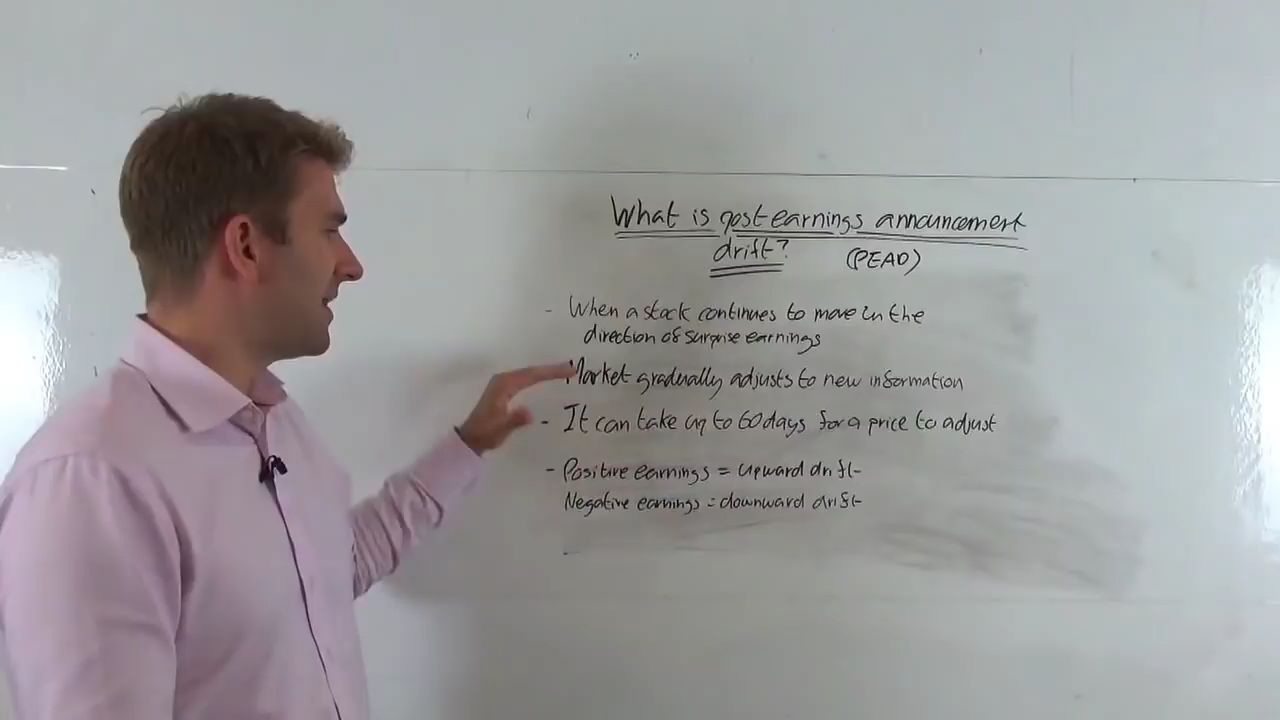 What is post earnings announcement
drift? (PEAD)
- When a stock continues to move in the
direction of surprise earnings
Market gradually adjusts to new information
- It can take up to 60 days for a price to adjust
- Positive earnings = upward drift
Negative earnings = downward drift